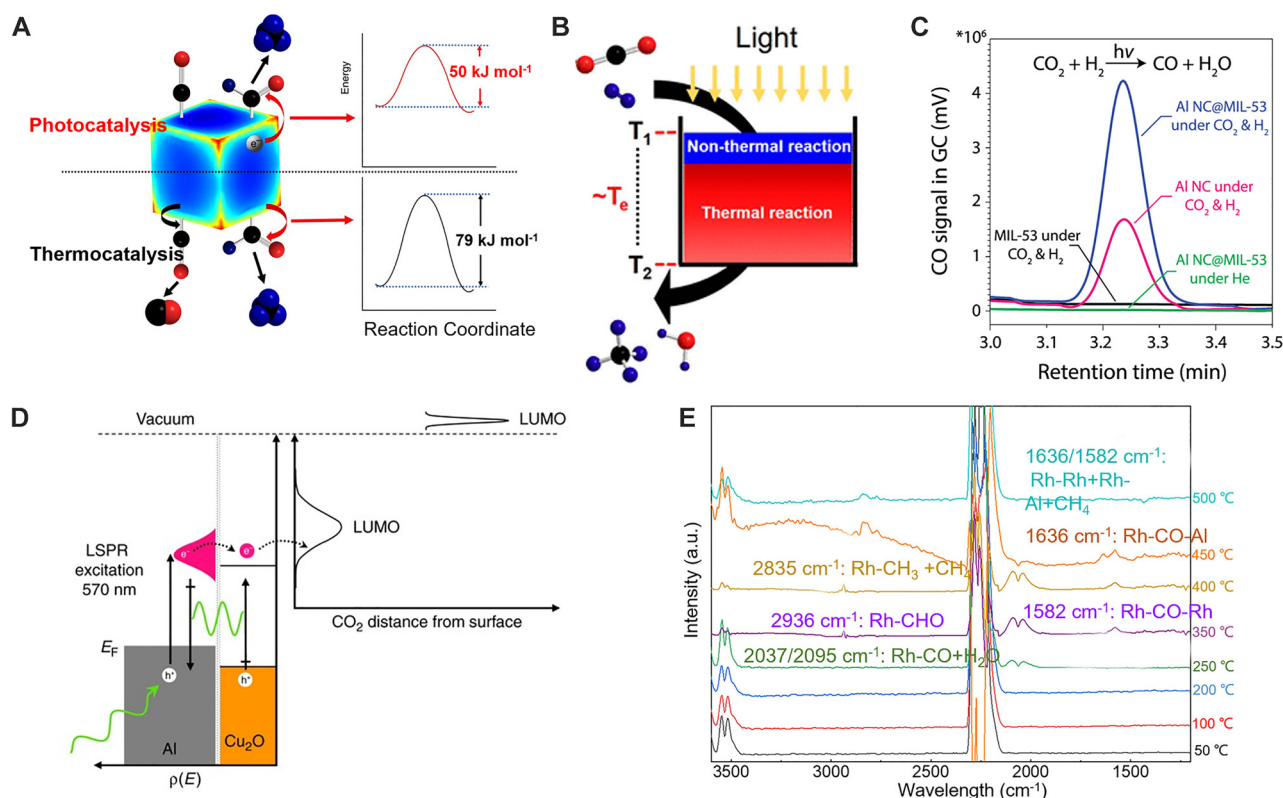 A
Photocatalysis
e⁻
Thermocatalysis
Energy
50 kJ mol⁻¹
79 kJ mol⁻¹
Reaction Coordinate
B
Light
T₁
Non-thermal reaction
~Tₑ
Thermal reaction
T₂
C
*10⁶
CO signal in GC (mV)
4
3
2
1
0
hν
CO₂ + H₂ → CO + H₂O
Al NC@MIL-53
under CO₂ & H₂
Al NC under
CO₂ & H₂
MIL-53 under
CO₂ & H₂
Al NC@MIL-53
under He
3.0 3.1 3.2 3.3 3.4 3.5
Retention time (min)
D
Vacuum
LUMO
LUMO
LSPR
excitation
570 nm
e⁻
e⁻
CO₂ distance from surface
E_F
h⁺
h⁺
Al
Cu₂O
ρ(E)
E
Intensity (a.u.)
1636/1582 cm⁻¹:
Rh-Rh+Rh-
Al+CH₄
500 ℃
1636 cm⁻¹: Rh-CO-Al
450 ℃
2835 cm⁻¹: Rh-CH₃ +CH₂
400 ℃
2936 cm⁻¹: Rh-CHO
1582 cm⁻¹: Rh-CO-Rh
350 ℃
2037/2095 cm⁻¹: Rh-CO+H₂O
250 ℃
200 ℃
100 ℃
50 ℃
3500 3000 2500 2000 1500
Wavelength (cm⁻¹)